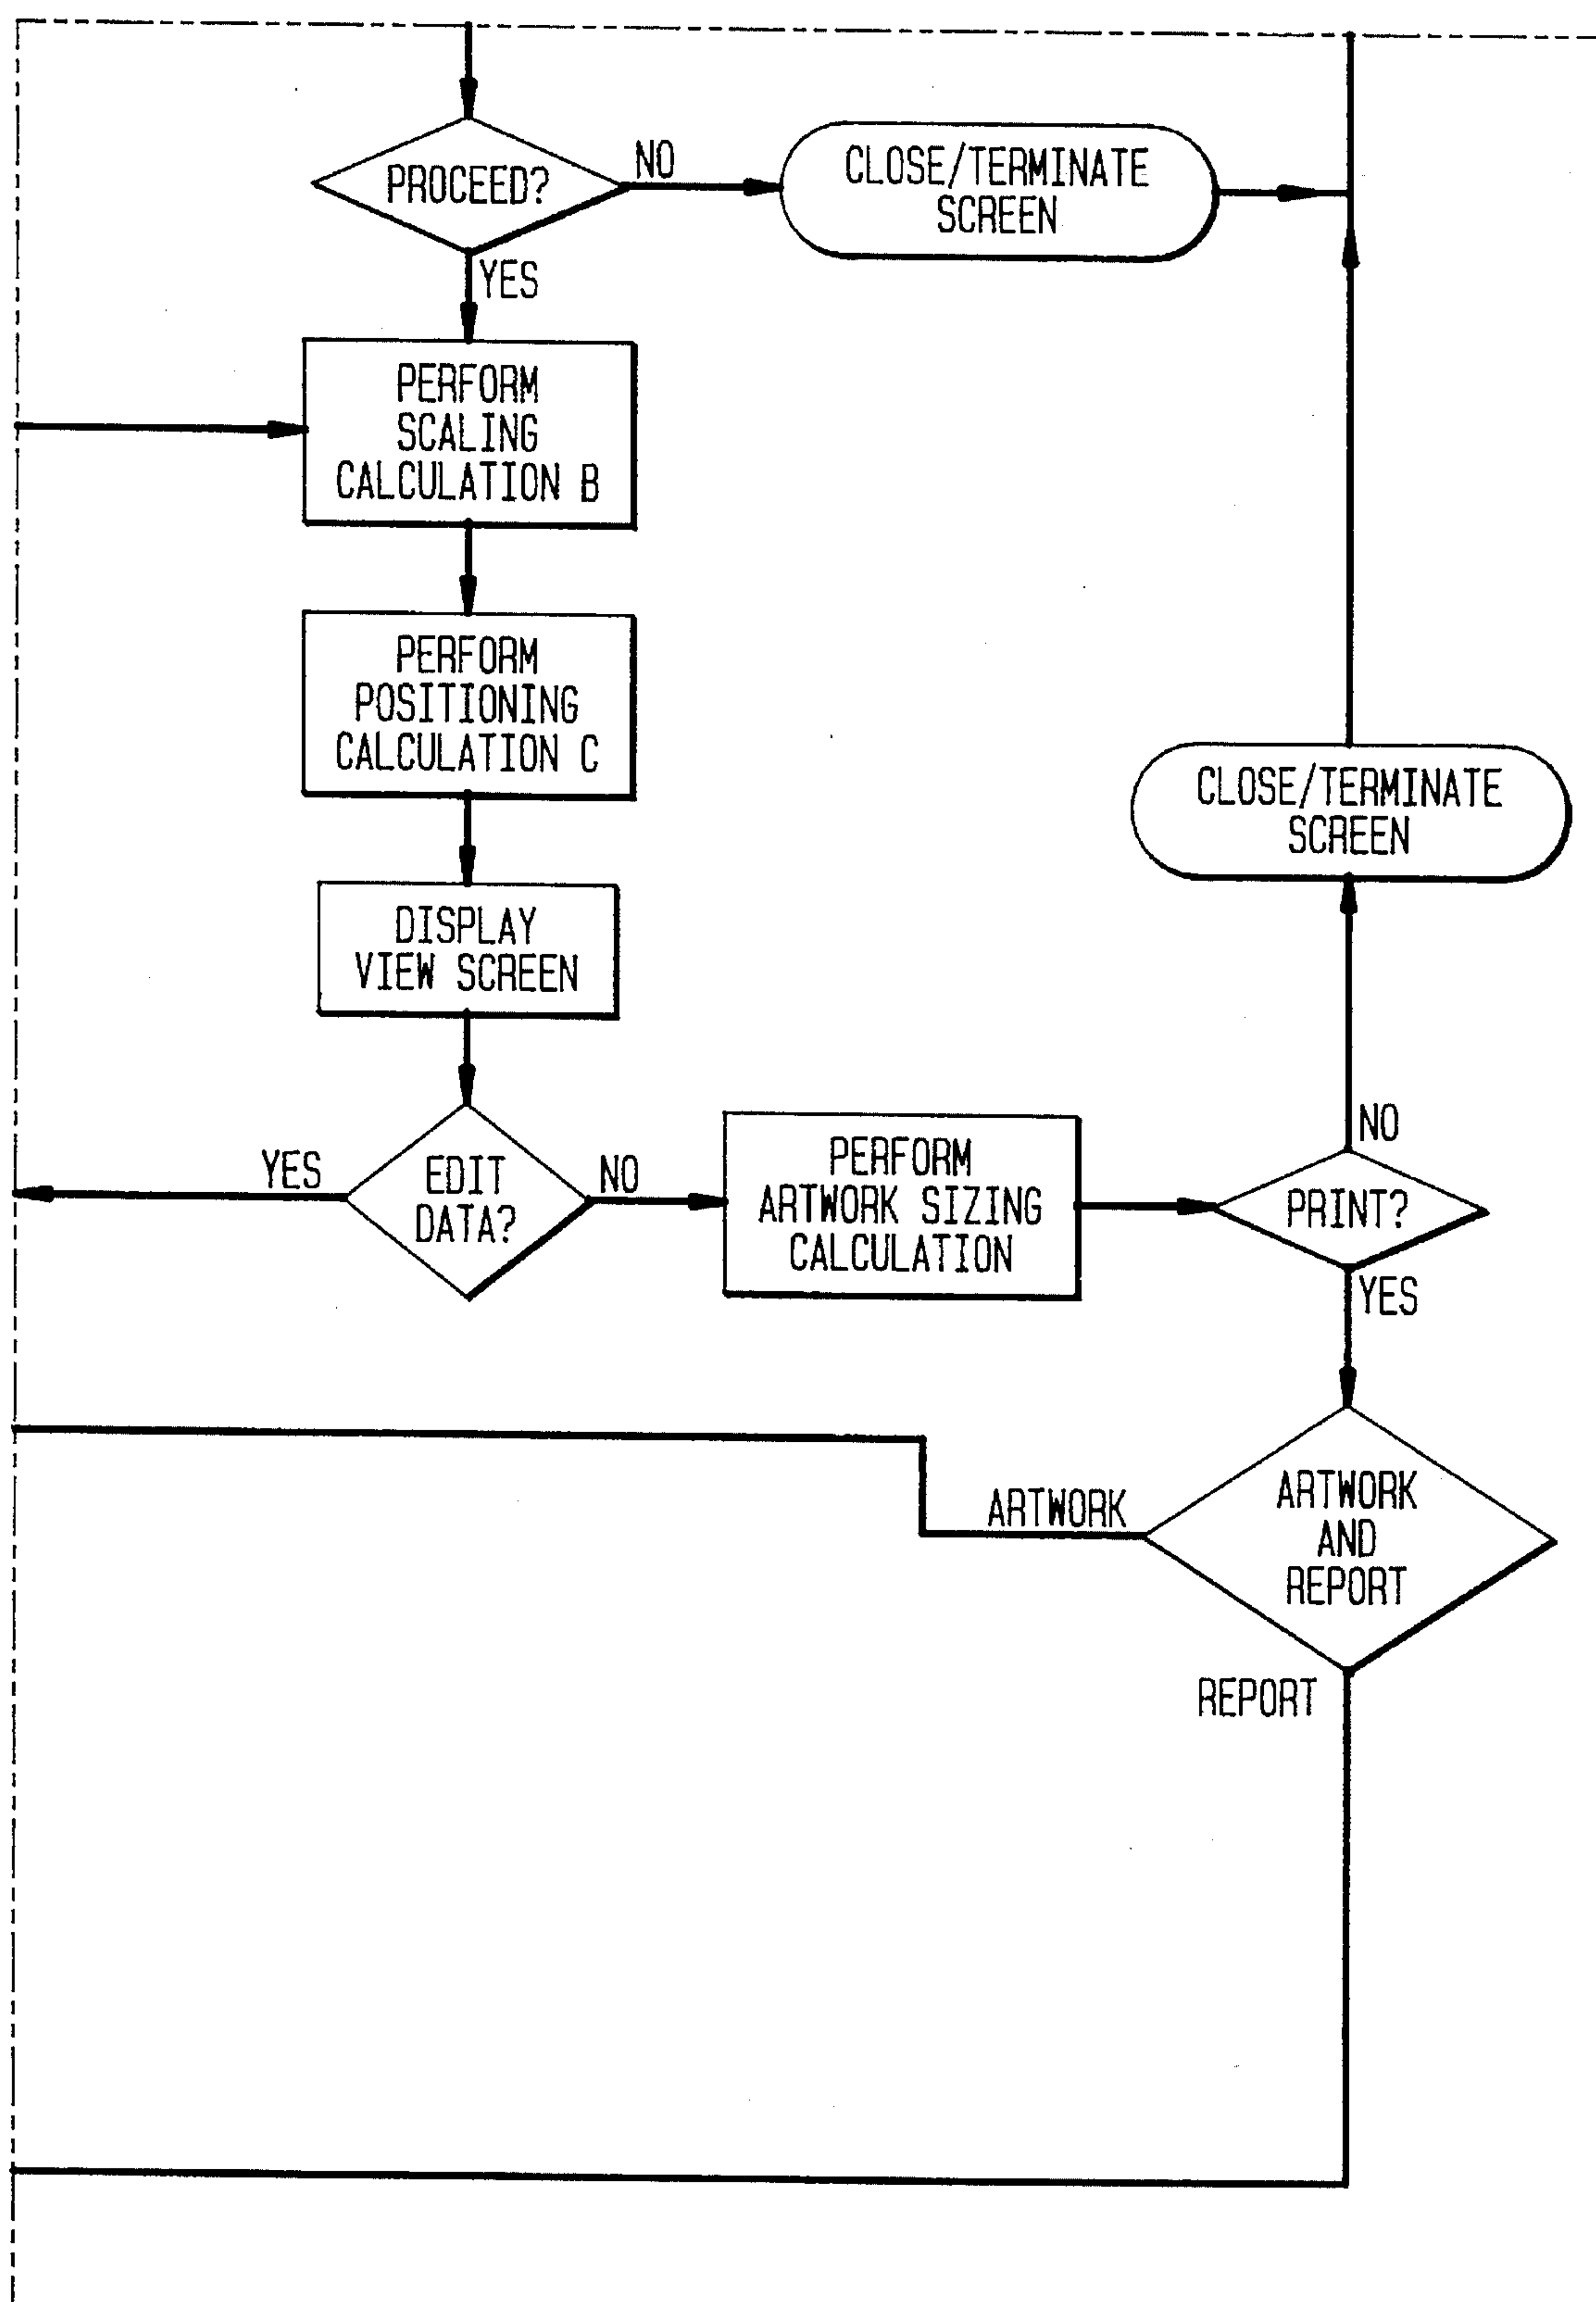 PROCEED?
NO
CLOSE/TERMINATE
SCREEN
YES
PERFORM
SCALING
CALCULATION B
PERFORM
POSITIONING
CALCULATION C
CLOSE/TERMINATE
SCREEN
DISPLAY
VIEW SCREEN
YES
EDIT
DATA?
NO
PERFORM
ARTWORK SIZING
CALCULATION
NO
PRINT?
YES
ARTWORK
ARTWORK
AND
REPORT
REPORT